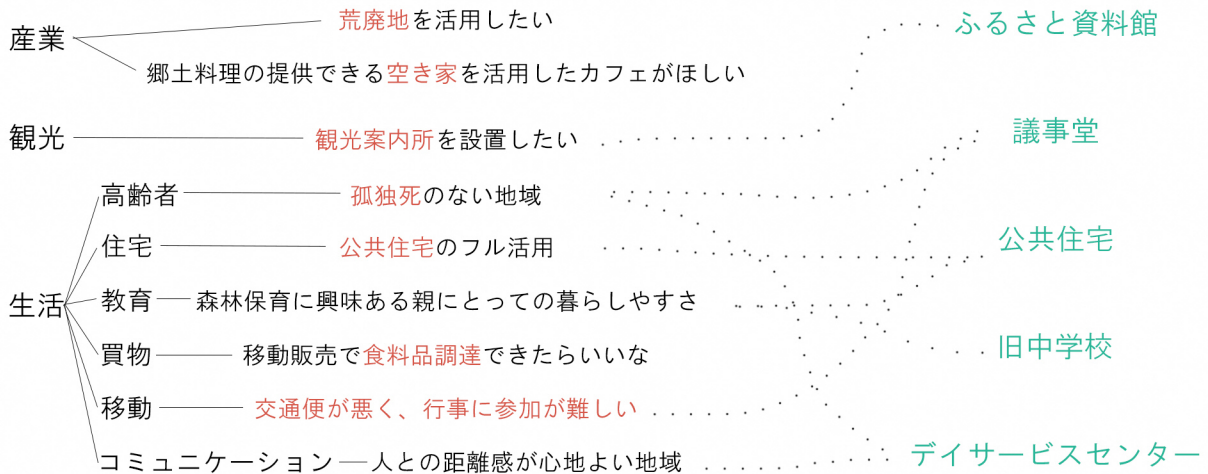 産業
荒廃地を活用したい
郷土料理の提供できる空き家を活用したカフェがほしい
観光
観光案内所を設置したい
生活
高齢者
孤独死のない地域
住宅
公共住宅のフル活用
教育
森林保育に興味ある親にとっての暮らしやすさ
買物
移動販売で食料品調達できたらいいな
移動
交通便が悪く、行事に参加が難しい
コミュニケーション
人との距離感が心地よい地域
ふるさと資料館
議事堂
公共住宅
旧中学校
デイサービスセンター